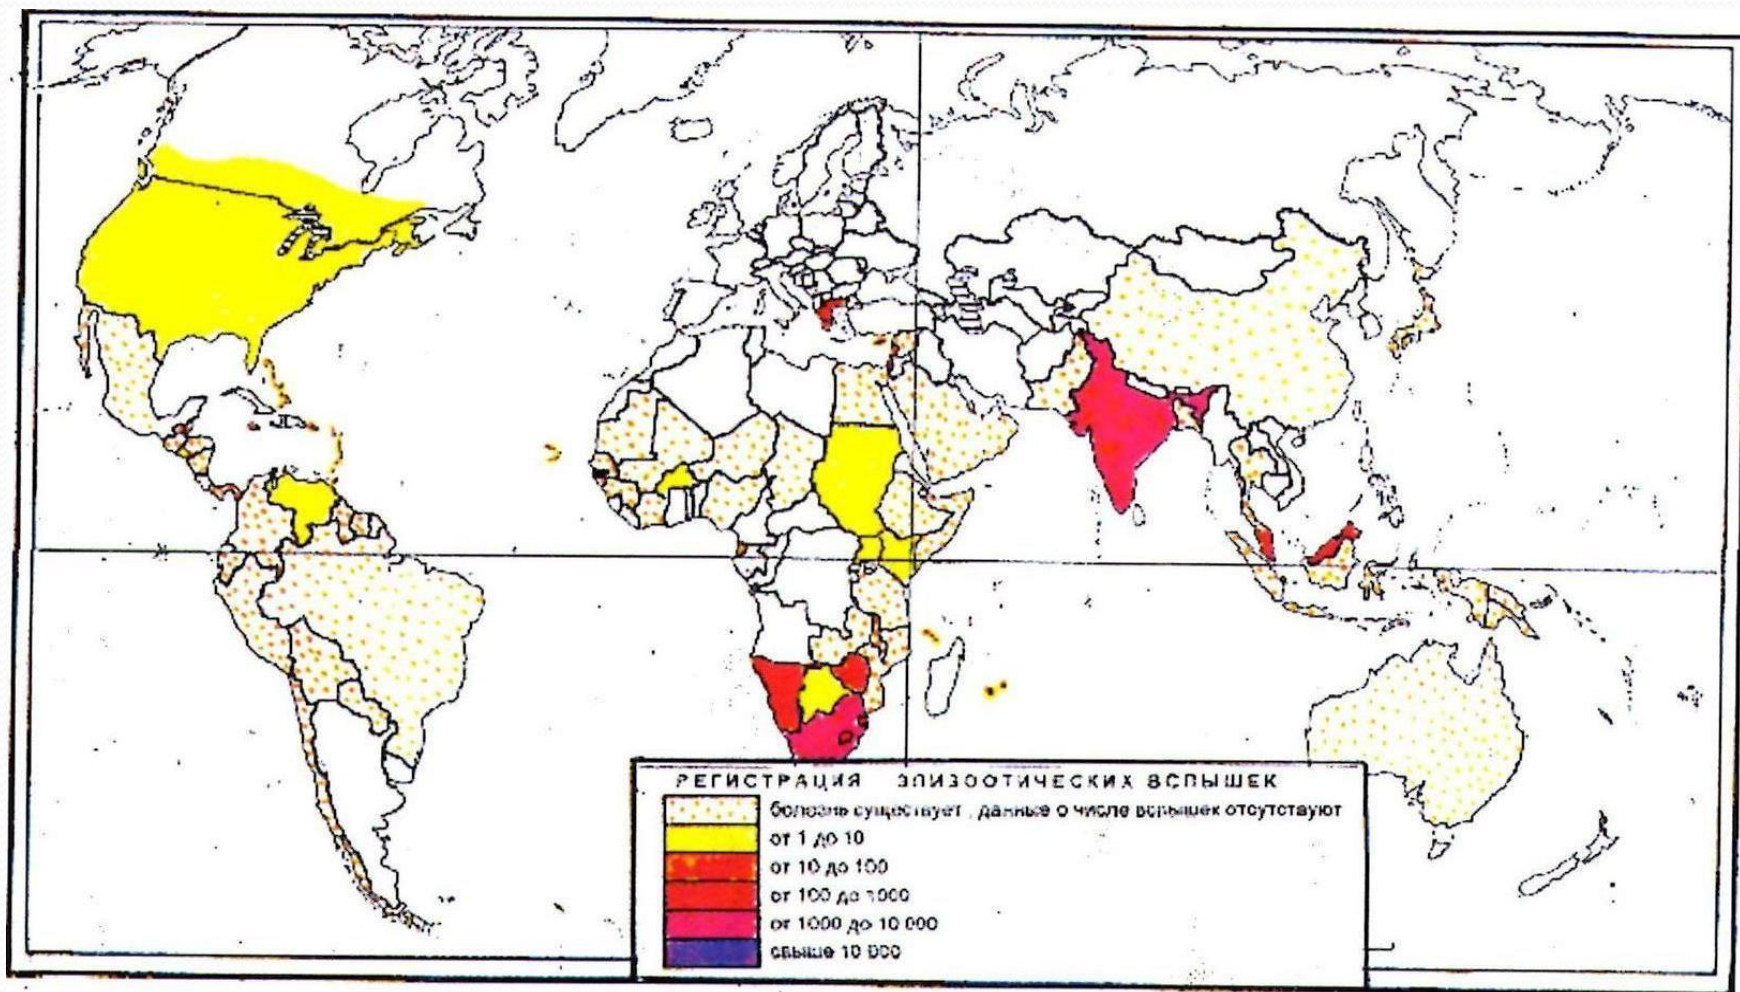 РЕГИСТРАЦИЯ ЭПИЗООТИЧЕСКИХ ВСПЫШЕК
болезнь существует, данные о числе вспышек отсутствуют
от 1 до 10
от 10 до 100
от 100 до 1000
от 1000 до 10 000
свыше 10 000